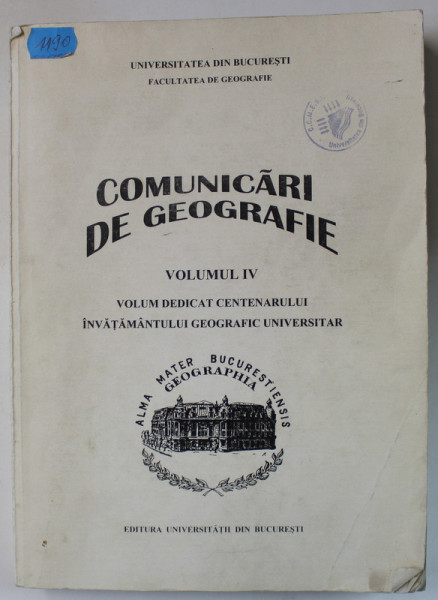 1190
UNIVERSITATEA DIN BUCUREŞTI
FACULTATEA DE GEOGRAFIE
COMUNICĂRI
DE GEOGRAFIE
VOLUMUL IV
VOLUM DEDICAT CENTENARULUI
ÎNVĂŢĂMÂNTULUI GEOGRAFIC UNIVERSITAR
ALMA MATER BUCURESTIENSIS
GEOGRAPHIA
EDITURA UNIVERSITĂŢII DIN BUCUREŞTI